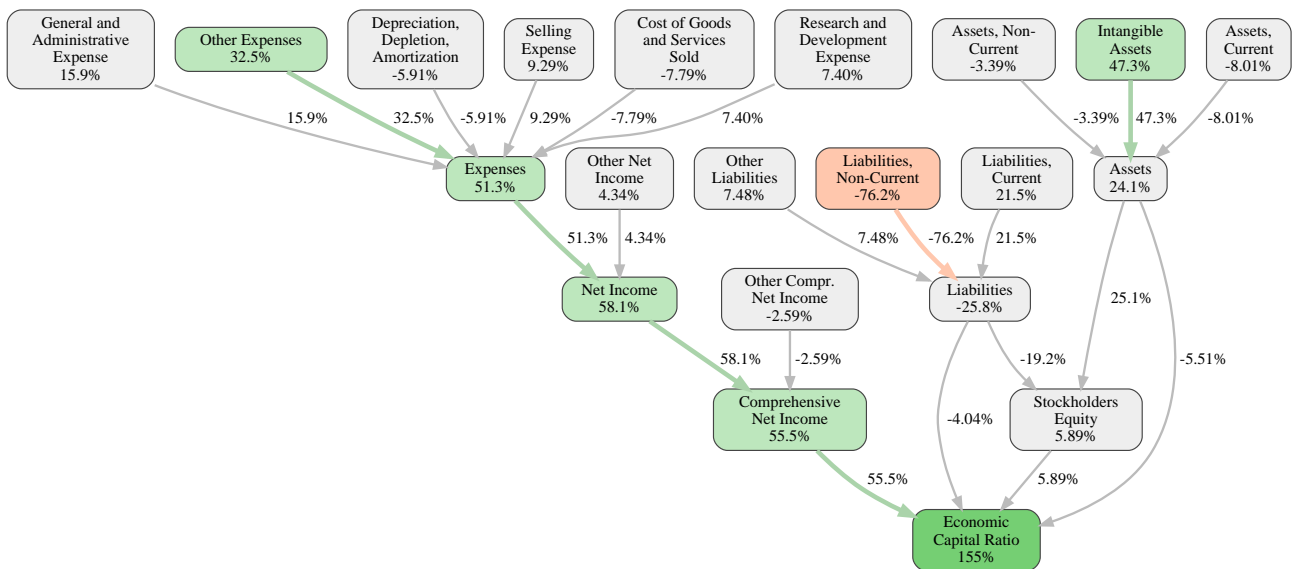 General and
Administrative
Expense
15.9%
Other Expenses
32.5%
Depreciation,
Depletion,
Amortization
-5.91%
Selling
Expense
9.29%
Cost of Goods
and Services
Sold
-7.79%
Research and
Development
Expense
7.40%
Assets, Non-
Current
-3.39%
Intangible
Assets
47.3%
Assets,
Current
-8.01%
15.9%
32.5%
-5.91%
9.29%
-7.79%
7.40%
-3.39%
47.3%
-8.01%
Expenses
51.3%
Other Net
Income
4.34%
Other
Liabilities
7.48%
Liabilities,
Non-Current
-76.2%
Liabilities,
Current
21.5%
Assets
24.1%
51.3%
4.34%
7.48%
-76.2%
21.5%
Net Income
58.1%
Other Compr.
Net Income
-2.59%
Liabilities
-25.8%
25.1%
58.1%
-2.59%
-19.2%
-5.51%
Comprehensive
Net Income
55.5%
-4.04%
Stockholders
Equity
5.89%
55.5%
5.89%
Economic
Capital Ratio
155%